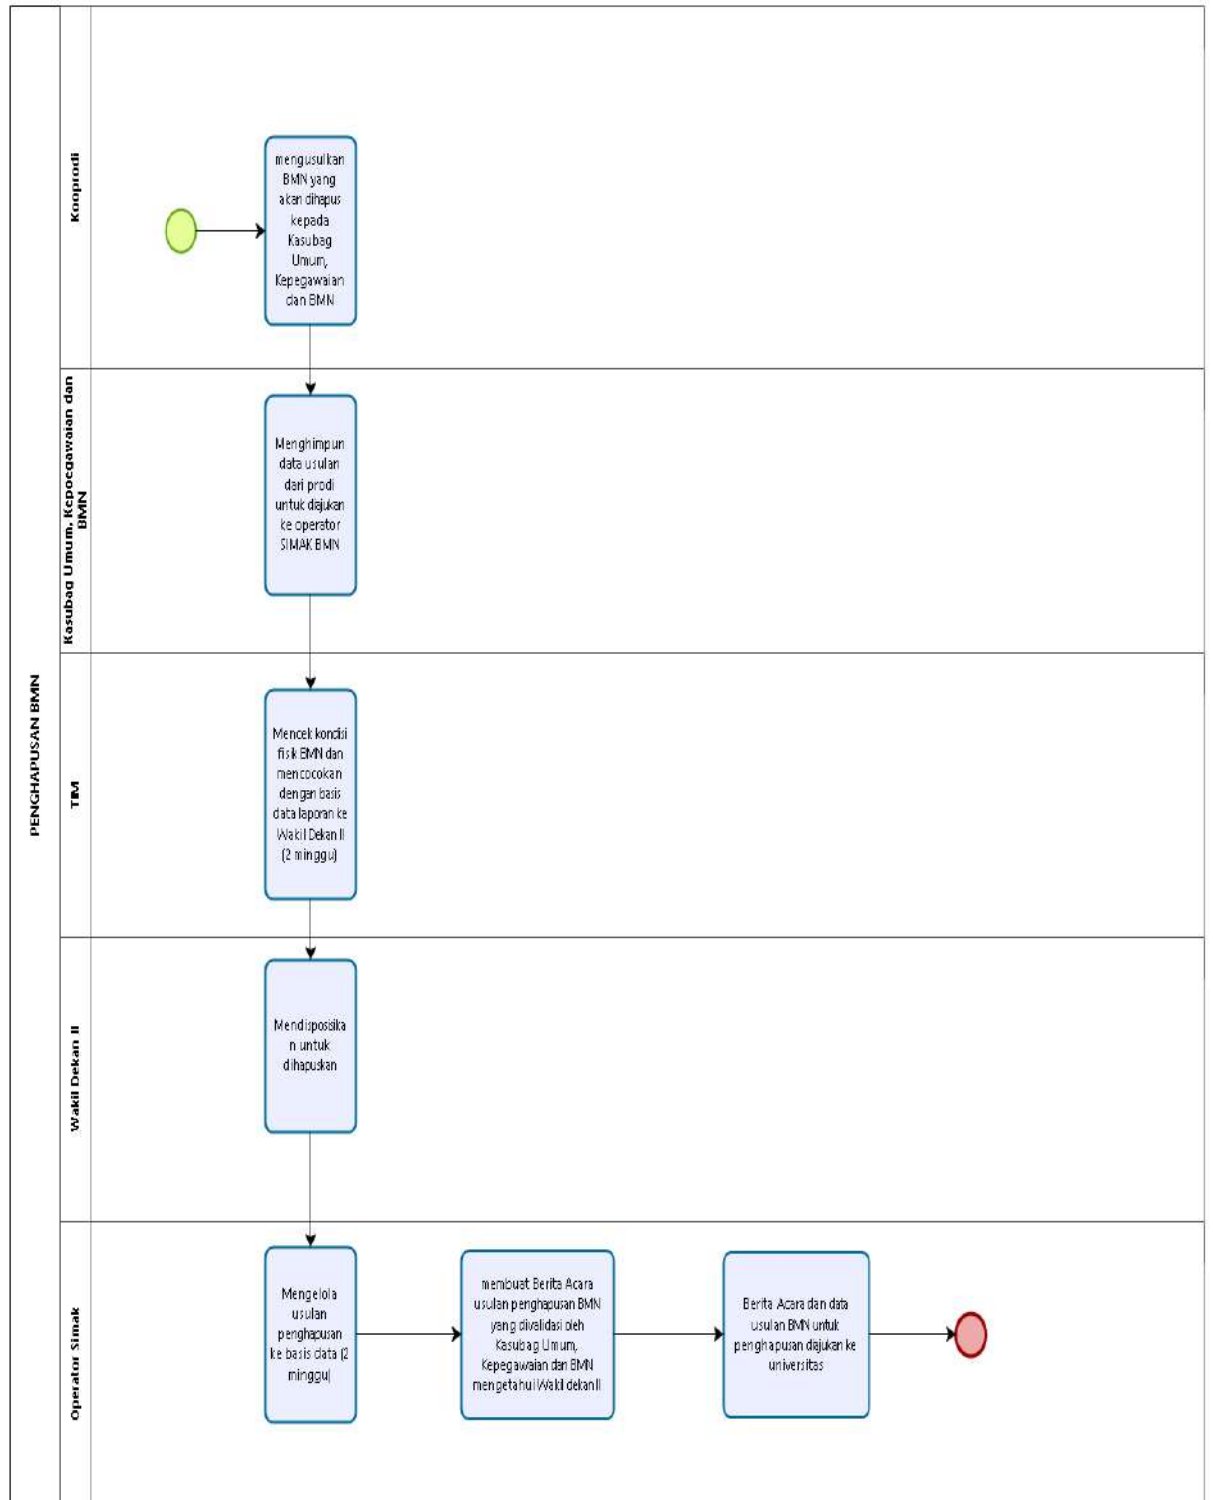 PENGHAPUSAN BMN
Kooprodi
mengusulkan
BMN yang
akan dihapus
kepada
Kasubag
Umum,
Kepegawaian
dan BMN
Kasubag Umum, Kepoegawaian dan
BMN
Menghimpun
data usulan
dari prodi
untuk diajukan
ke operator
SIMAK BMN
TIM
Mencek kondisi
fisik BMN dan
mencocokan
dengan basis
data laporan ke
Wakil Dekan II
(2 minggu)
Wakil Dekan II
Mendisposisika
n untuk
dihapuskan
Operator Simak
Mengelola
usulan
penghapusan
ke basis data (2
minggu)
membuat Berita Acara
usulan penghapusan BMN
yang divalidasi oleh
Kasubag Umum,
Kepegawaian dan BMN
mengetahui Wakil dekan II
Berita Acara dan data
usulan BMN untuk
penghapusan diajukan ke
universitas